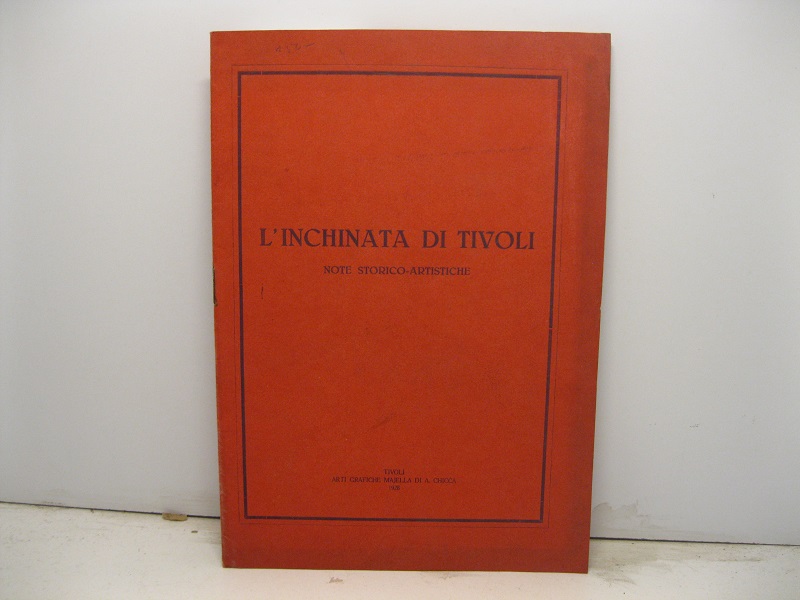 L'INCHINATA DI TIVOLI
NOTE STORICO-ARTISTICHE
TIVOLI
ARTI GRAFICHE MAJELLA DI A. CHICCA